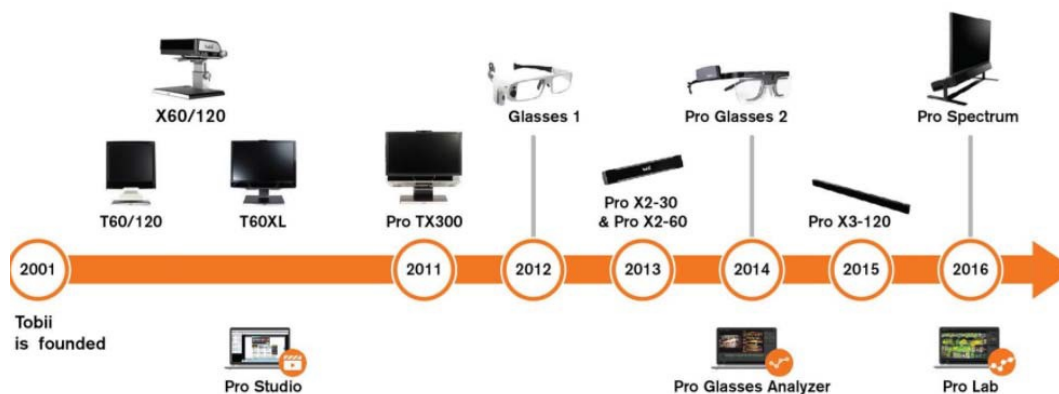 X60/120
Glasses 1
Pro Glasses 2
Pro Spectrum
T60/120
T60XL
Pro TX300
Pro X2-30
& Pro X2-60
Pro X3-120
2001
2011
2012
2013
2014
2015
2016
Tobii
is founded
Pro Studio
Pro Glasses Analyzer
Pro Lab